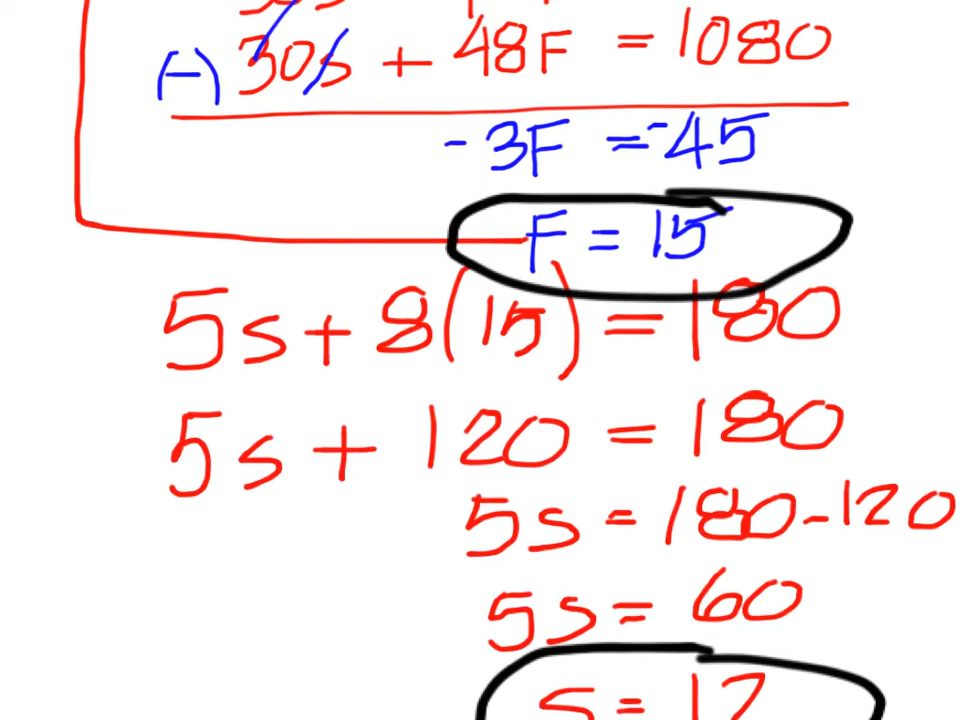 (-) 30s + 48F = 1080
-3F = -45
F = 15
5s + 8(15) = 180
5s + 120 = 180
5s = 180 - 120
5s = 60
s = 12